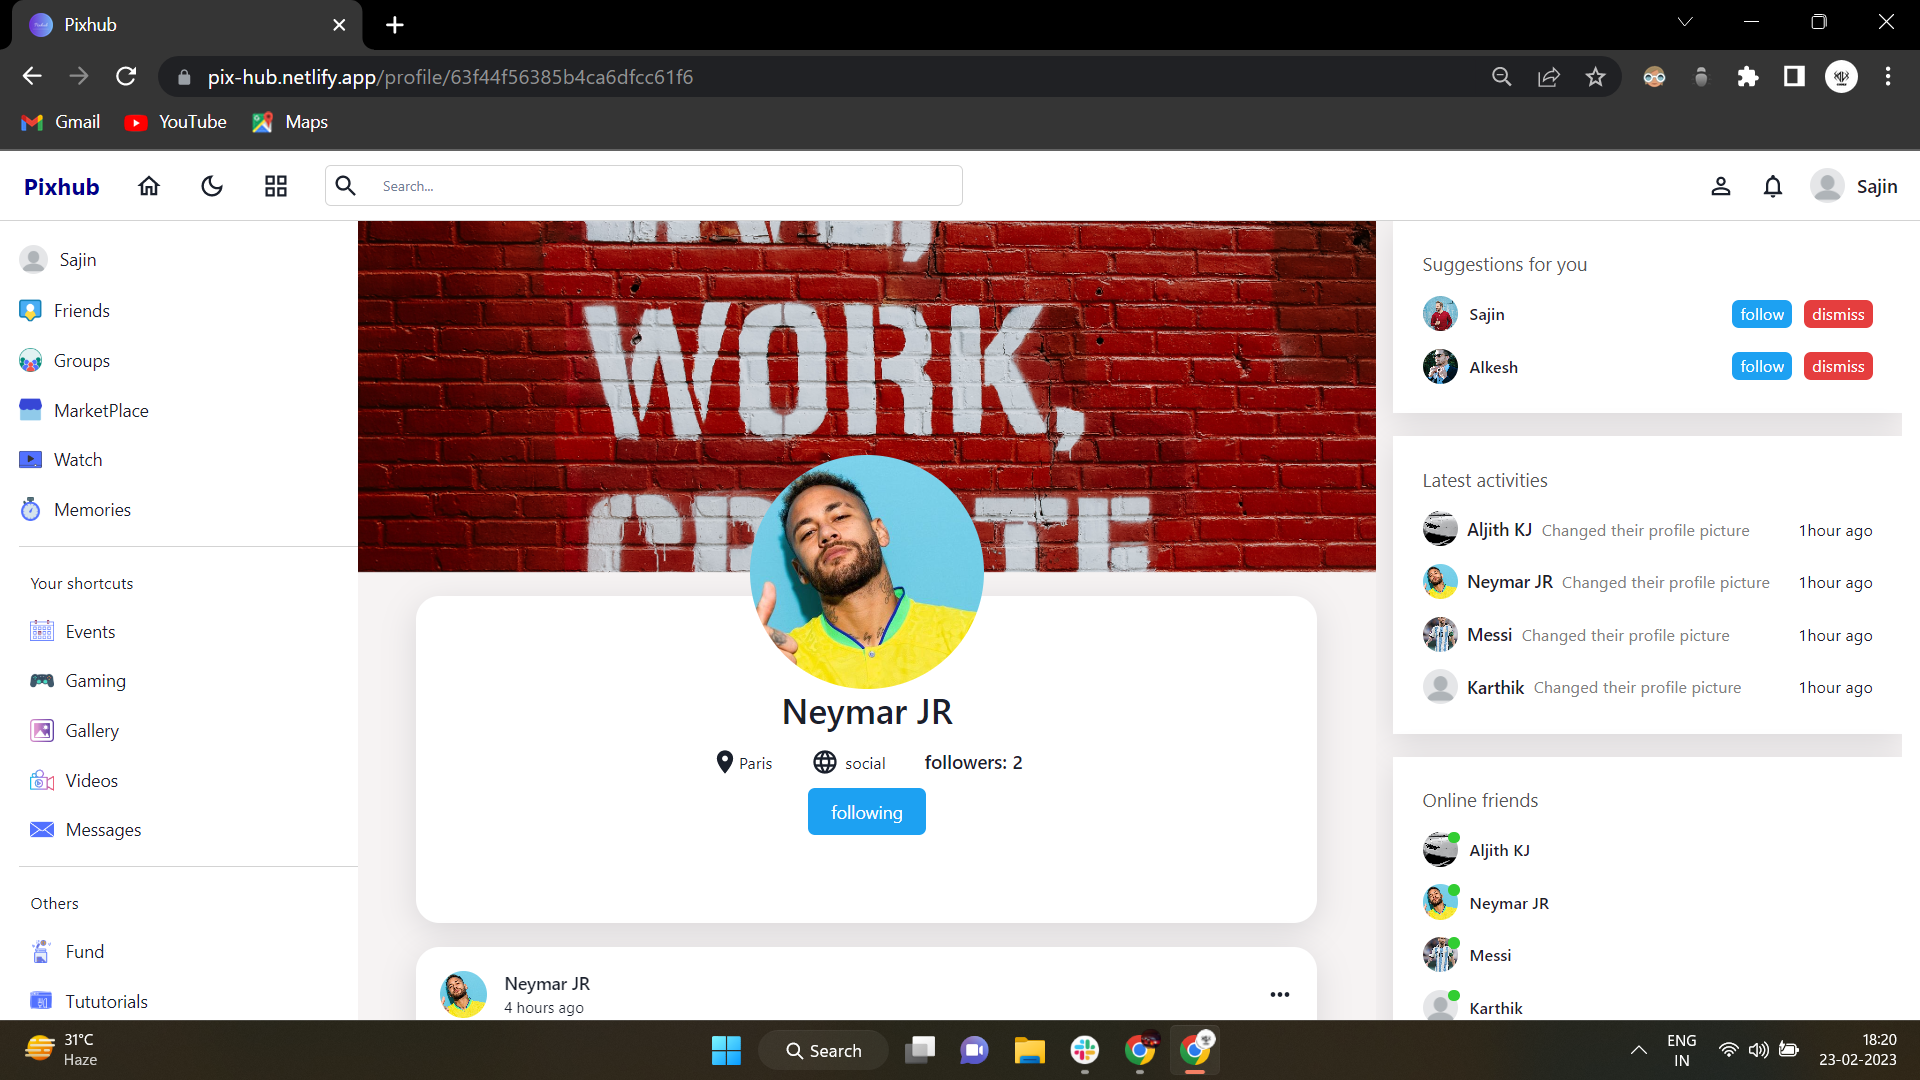 Pixhub
pix-hub.netlify.app/profile/63f44f56385b4ca6dfcc61f6
Gmail YouTube Maps
Pixhub Search... Sajin
Sajin
Friends
Groups
MarketPlace
Watch
Memories
Your shortcuts
Events
Gaming
Gallery
Videos
Messages
Others
Fund
Tututorials
WORK,
Neymar JR
Paris social followers: 2
following
Neymar JR
4 hours ago
Suggestions for you
Sajin follow dismiss
Alkesh follow dismiss
Latest activities
Aljith KJ Changed their profile picture 1hour ago
Neymar JR Changed their profile picture 1hour ago
Messi Changed their profile picture 1hour ago
Karthik Changed their profile picture 1hour ago
Online friends
Aljith KJ
Neymar JR
Messi
Karthik
31°C
Haze
Search
ENG
IN
18:20
23-02-2023